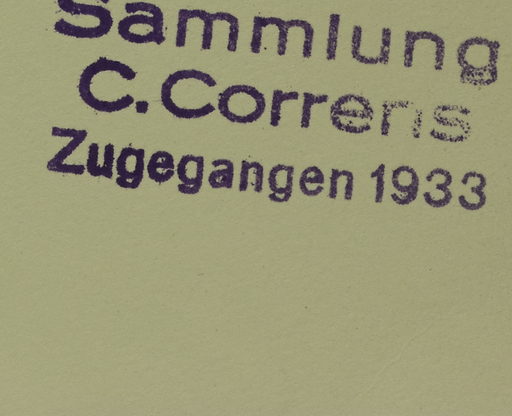 Sammlung
C. Correns
Zugegangen 1933